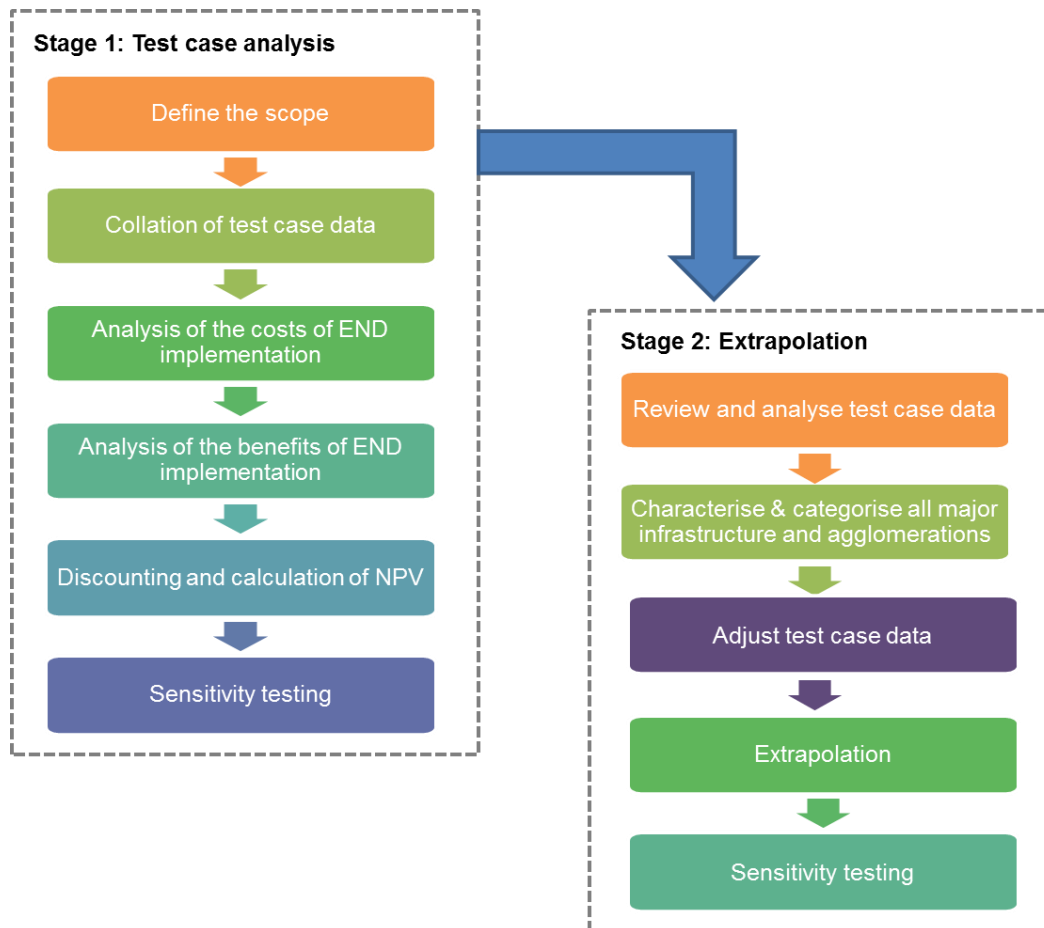 Stage 1: Test case analysis
Define the scope
Collation of test case data
Analysis of the costs of END
implementation
Analysis of the benefits of END
implementation
Discounting and calculation of NPV
Sensitivity testing
Stage 2: Extrapolation
Review and analyse test case data
Characterise & categorise all major
infrastructure and agglomerations
Adjust test case data
Extrapolation
Sensitivity testing